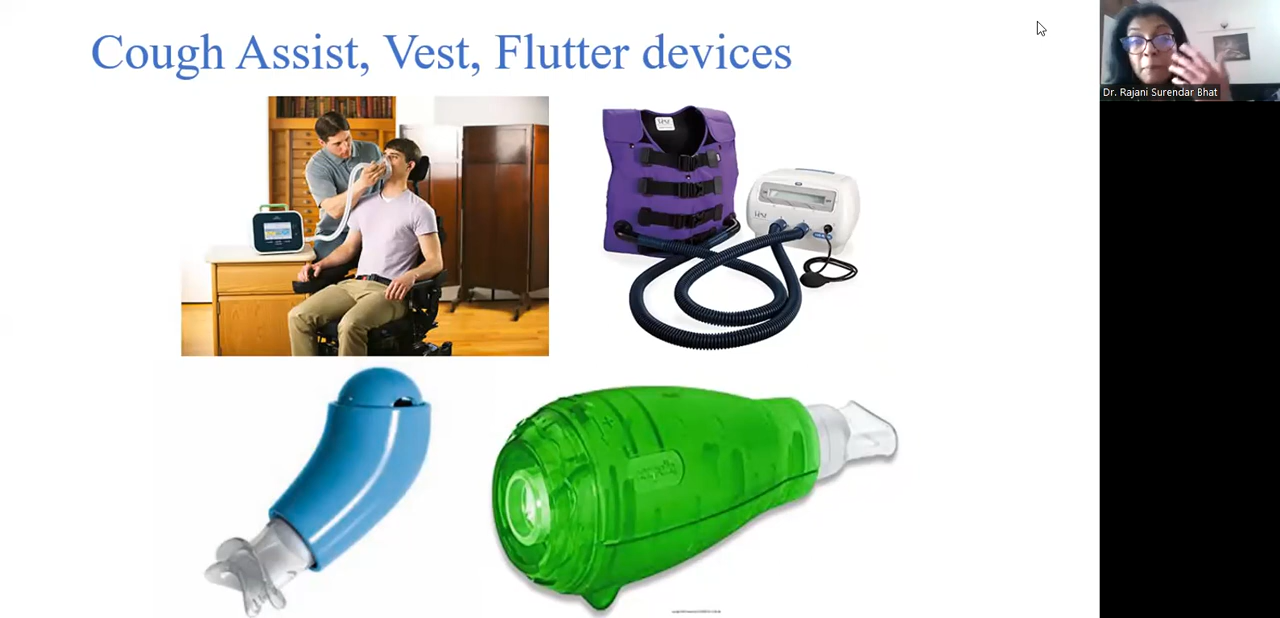 Cough Assist, Vest, Flutter devices
Dr. Rajani Surendar Bhat